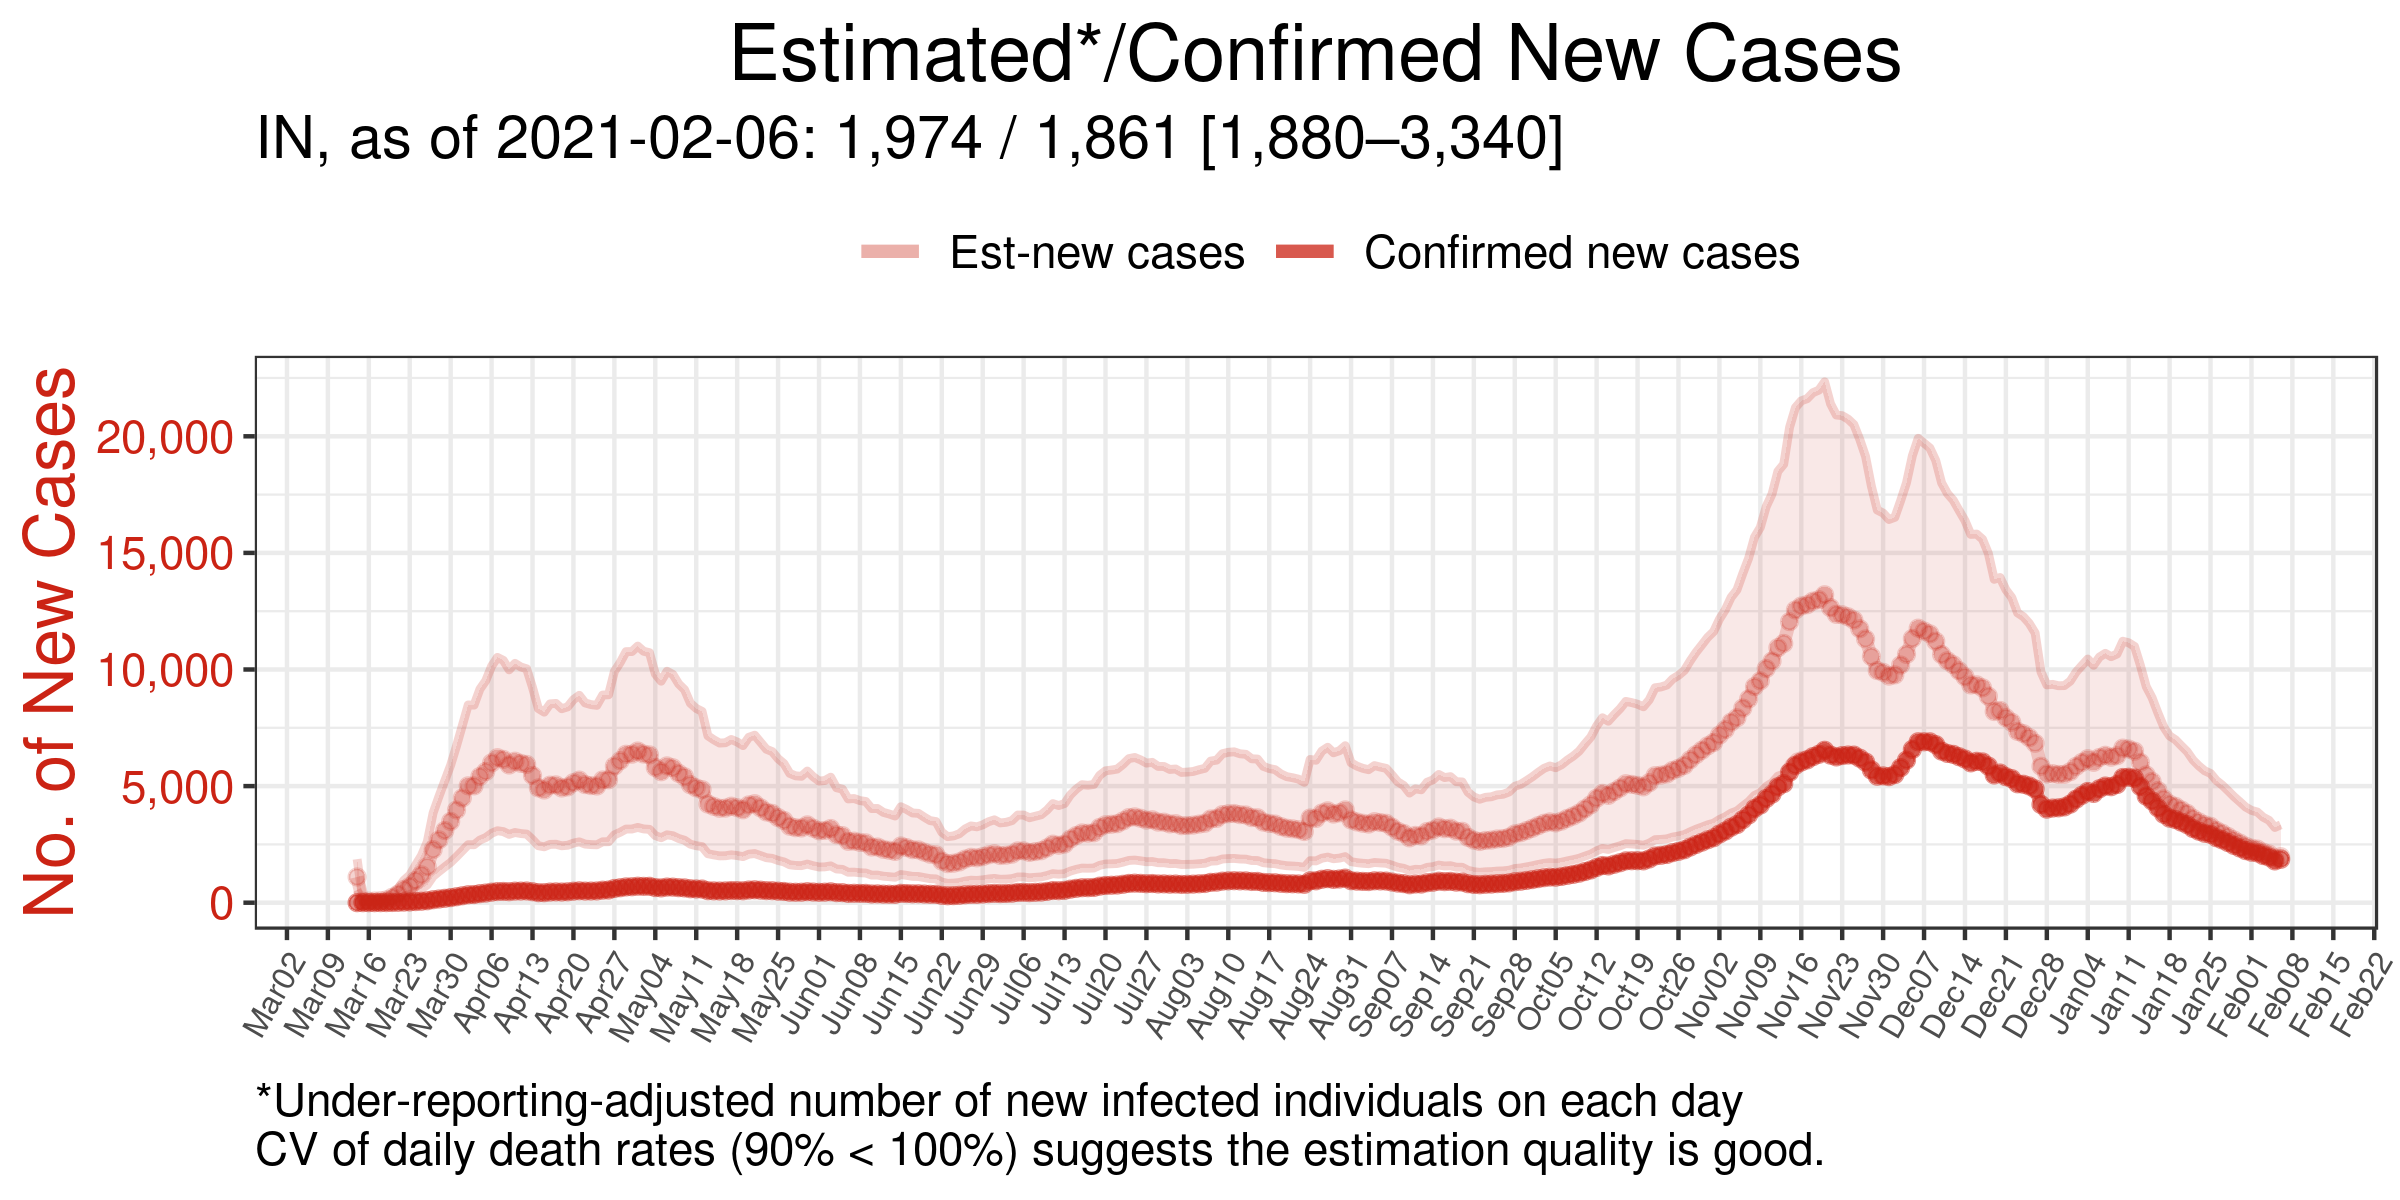 Estimated*/Confirmed New Cases
IN, as of 2021-02-06: 1,974 / 1,861 [1,880–3,340]
Est-new cases Confirmed new cases
No. of New Cases
20,000
15,000
10,000
5,000
0
Mar02 Mar09 Mar16 Mar23 Mar30 Apr06 Apr13 Apr20 Apr27 May04 May11 May18 May25 Jun01 Jun08 Jun15 Jun22 Jun29 Jul06 Jul13 Jul20 Jul27 Aug03 Aug10 Aug17 Aug24 Aug31 Sep07 Sep14 Sep21 Sep28 Oct05 Oct12 Oct19 Oct26 Nov02 Nov09 Nov16 Nov23 Nov30 Dec07 Dec14 Dec21 Dec28 Jan04 Jan11 Jan18 Jan25 Feb01 Feb08 Feb15 Feb22
*Under-reporting-adjusted number of new infected individuals on each day
CV of daily death rates (90% < 100%) suggests the estimation quality is good.